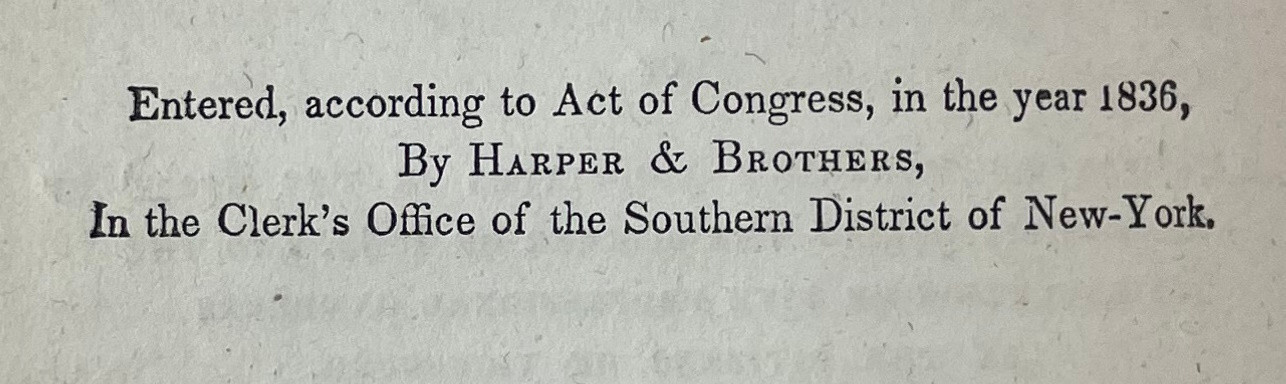 Entered, according to Act of Congress, in the year 1836,
By HARPER & BROTHERS,
In the Clerk's Office of the Southern District of New-York.